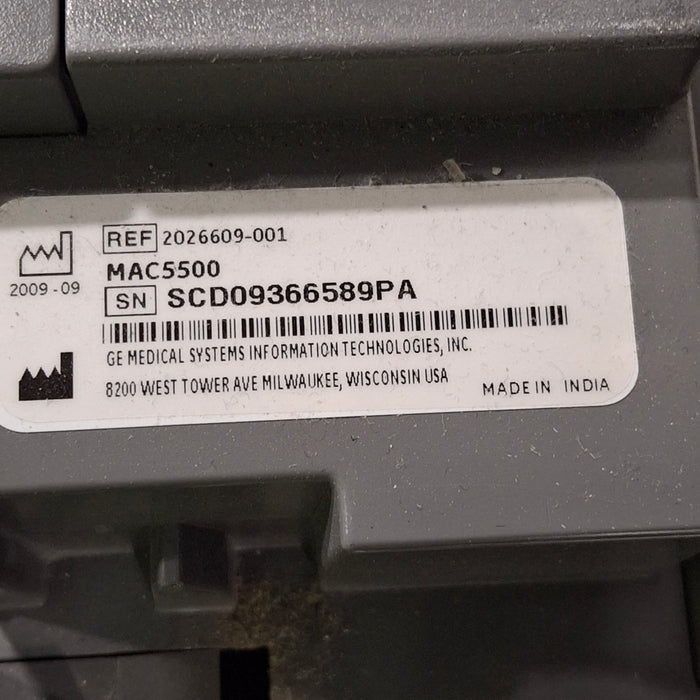 REF 2026609-001
MAC5500
2009-09
SN SCD09366589PA
GE MEDICAL SYSTEMS INFORMATION TECHNOLOGIES, INC.
8200 WEST TOWER AVE MILWAUKEE, WISCONSIN USA
MADE IN INDIA